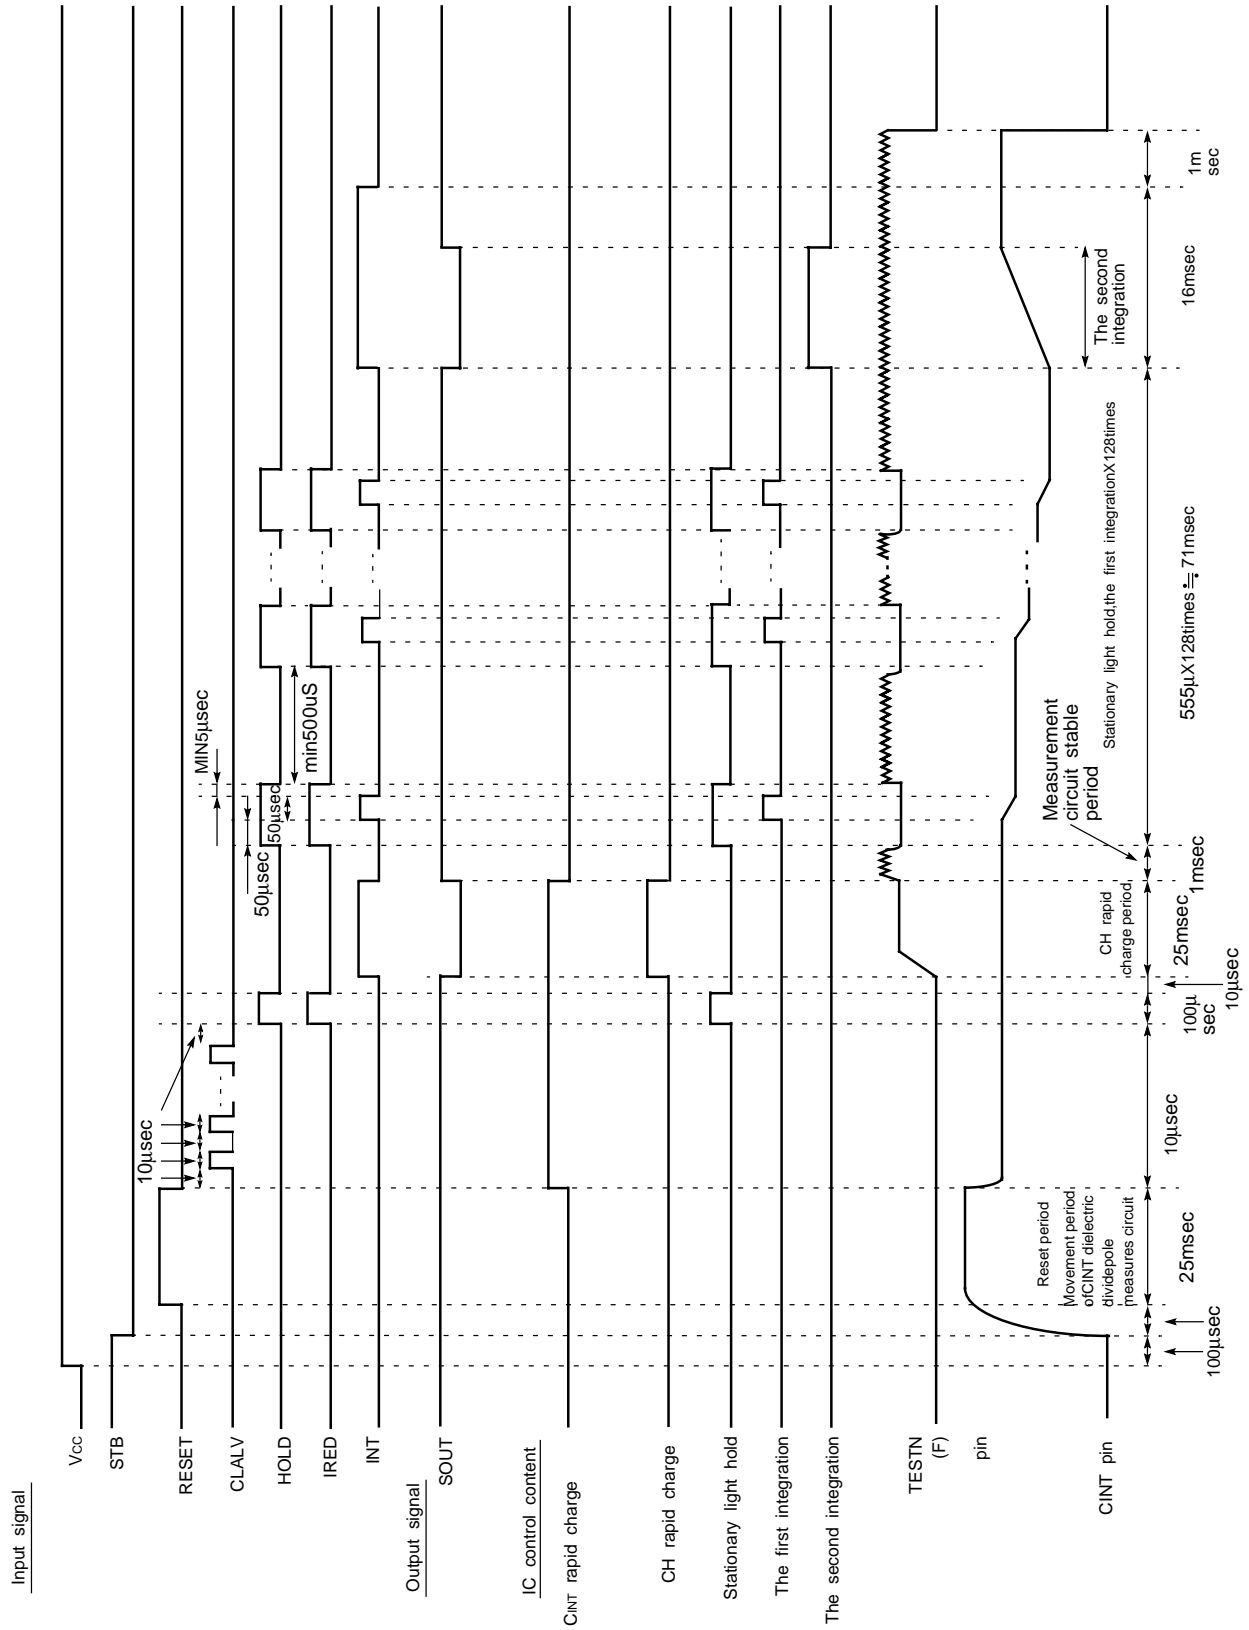 Input signal
Vcc
STB
RESET
CLALV
HOLD
IRED
INT
Output signal
SOUT
IC control content
CINT rapid charge
CH rapid charge
Stationary light hold
The first integration
The second integration
TESTN
(F)
pin
CINT pin
10μsec
50μsec
50μsec
MIN5μsec
min500uS
Measurement
circuit stable
period
Reset period
Movement period
ofCINT dielectric
dividepole
measures circuit
CH rapid
charge period
Stationary light hold,the first integrationX128times
The second
integration
100μsec
25msec
10μsec
100μ
sec
10μsec
25msec
1msec
555μX128times≒71msec
16msec
1m
sec